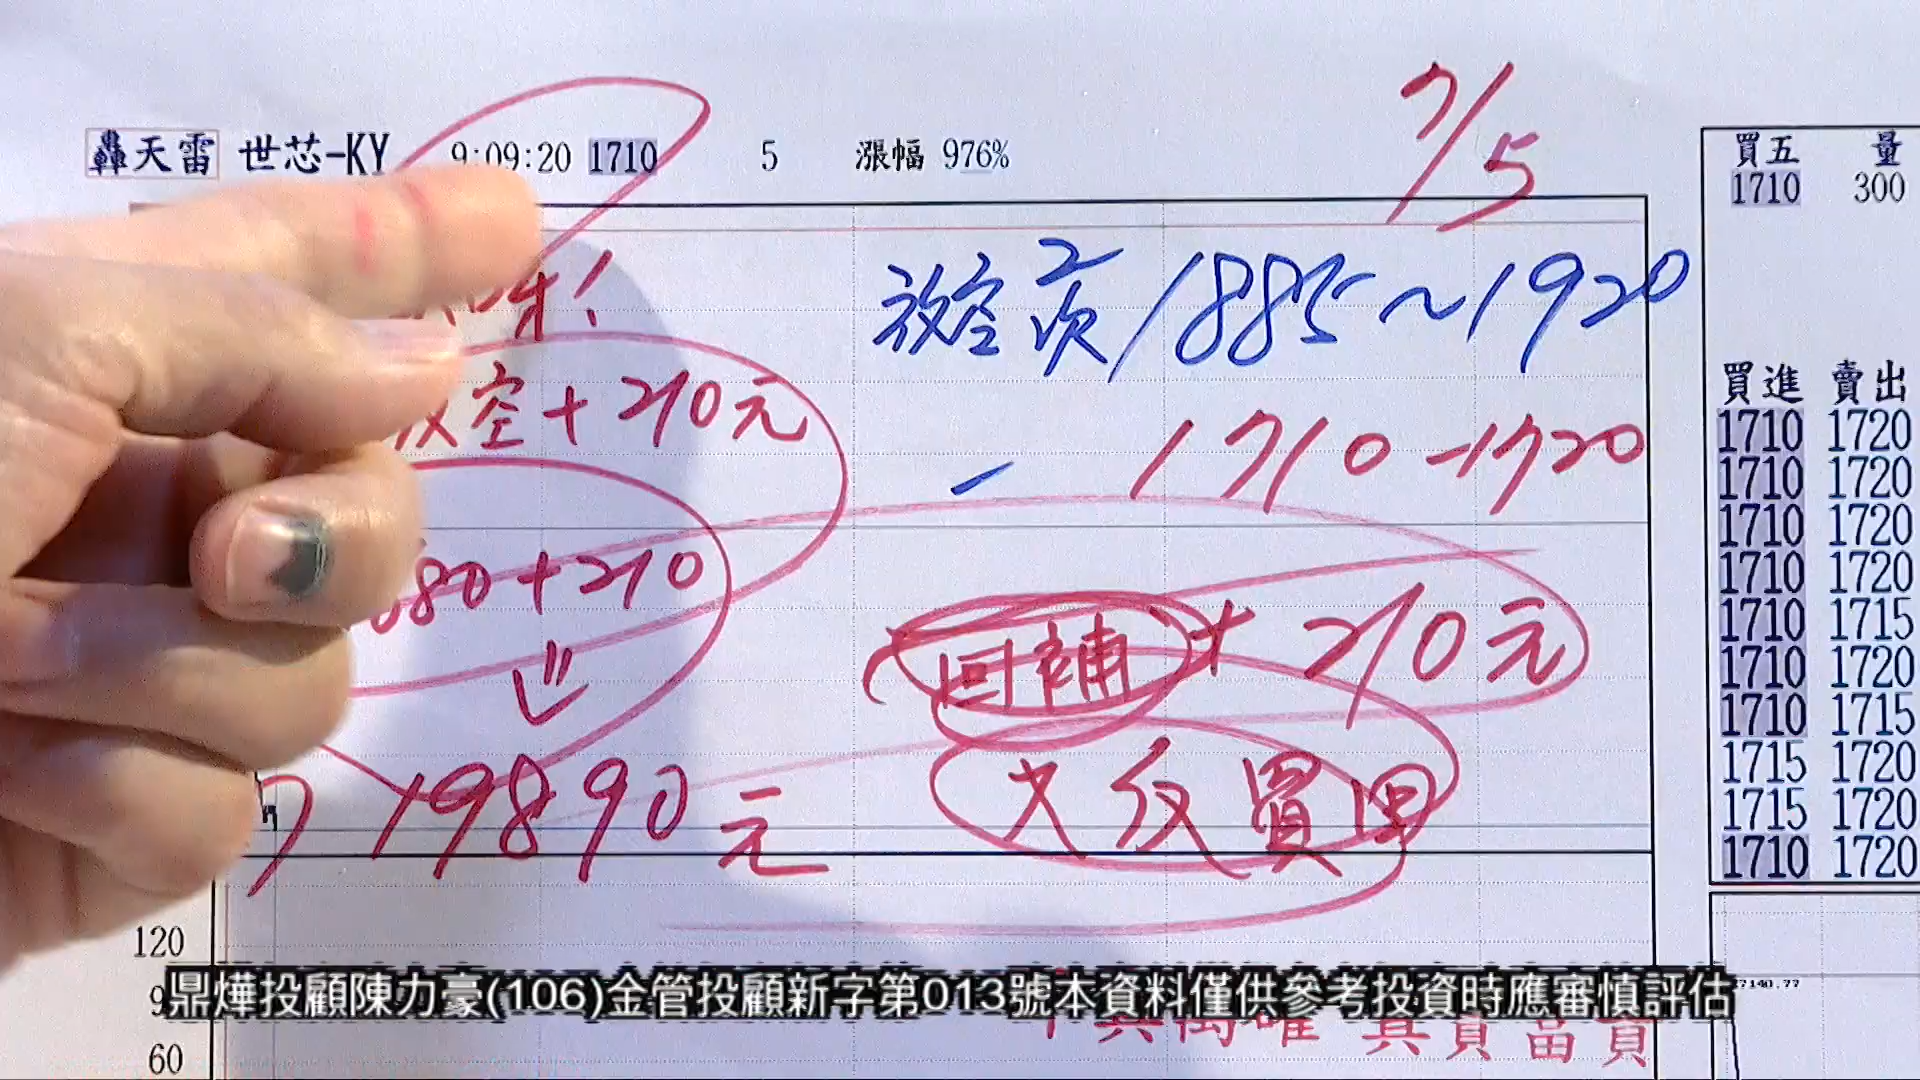 轟天雷 世芯-KY 9:09:20 1710 5 漲幅 976%
7/5
買五 量
1710 300
放空 2次/1885~1920
空+210元
1710-1720
80+210
回補+210元
19890元
大反買回
買進 賣出
1710 1720
1710 1720
1710 1720
1710 1720
1710 1715
1710 1720
1710 1715
1715 1720
1715 1720
1710 1720
120
60
鼎燁投顧陳力豪(106)金管投顧新字第013號本資料僅供參考投資時應審慎評估